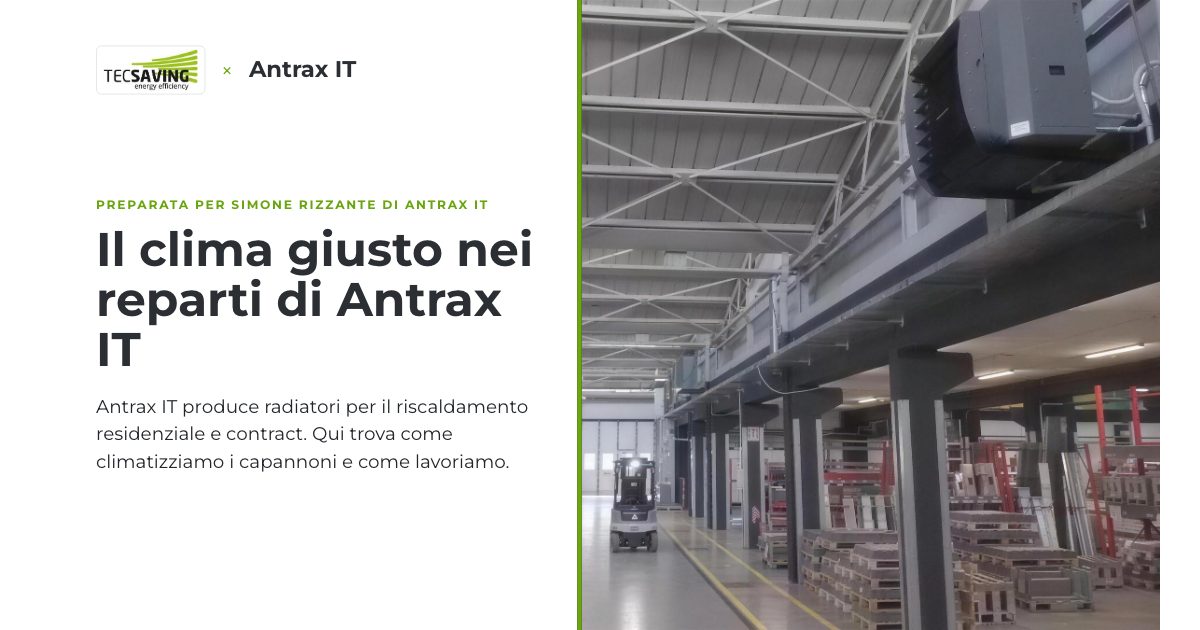 TECSAVING
energy efficiency
× Antrax IT
PREPARATA PER SIMONE RIZZANTE DI ANTRAX IT
Il clima giusto nei
reparti di Antrax
IT
Antrax IT produce radiatori per il riscaldamento
residenziale e contract. Qui trova come
climatizziamo i capannoni e come lavoriamo.